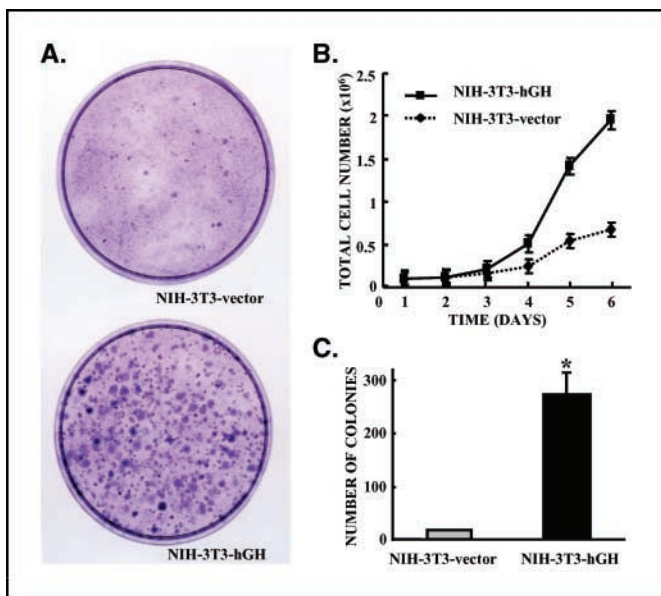 A.
NIH-3T3-vector
NIH-3T3-hGH
B.
TOTAL CELL NUMBER (x10⁶)
2.5
2
1.5
1
0.5
0
NIH-3T3-hGH
NIH-3T3-vector
1 2 3 4 5 6
TIME (DAYS)
C.
NUMBER OF COLONIES
300
200
100
0
*
NIH-3T3-vector NIH-3T3-hGH